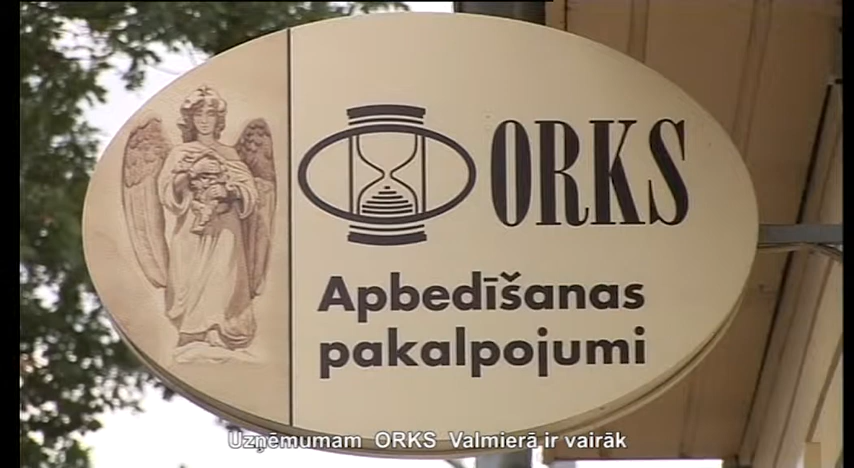 ORKS
Apbedīšanas
pakalpojumi
Uzņēmumam ORKS Valmierā ir vairāk